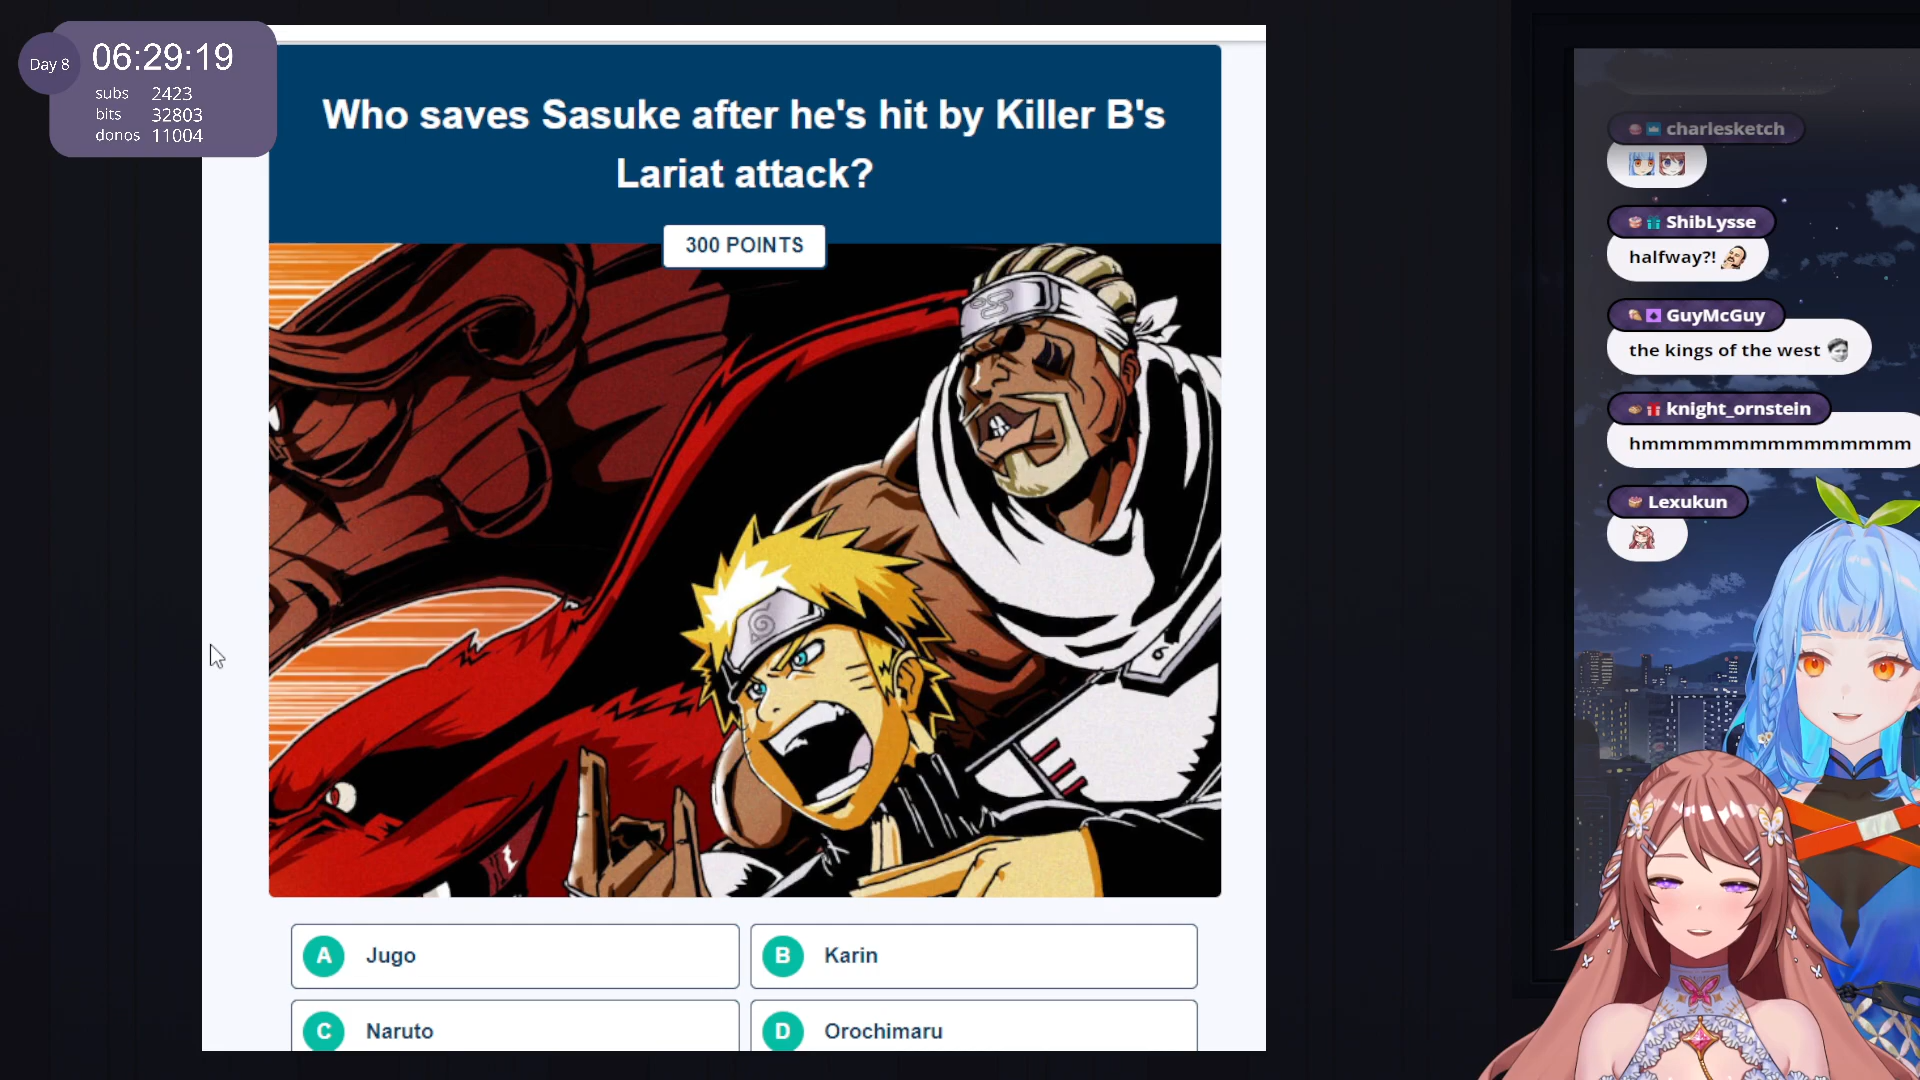 Day 8
06:29:19
subs 2423
bits 32803
donos 11004
Who saves Sasuke after he's hit by Killer B's
Lariat attack?
300 POINTS
A Jugo
B Karin
C Naruto
D Orochimaru
charlesketch
ShibLysse
halfway?!
GuyMcGuy
the kings of the west
knight_ornstein
hmmmmmmmmmmmmmmmm
Lexukun